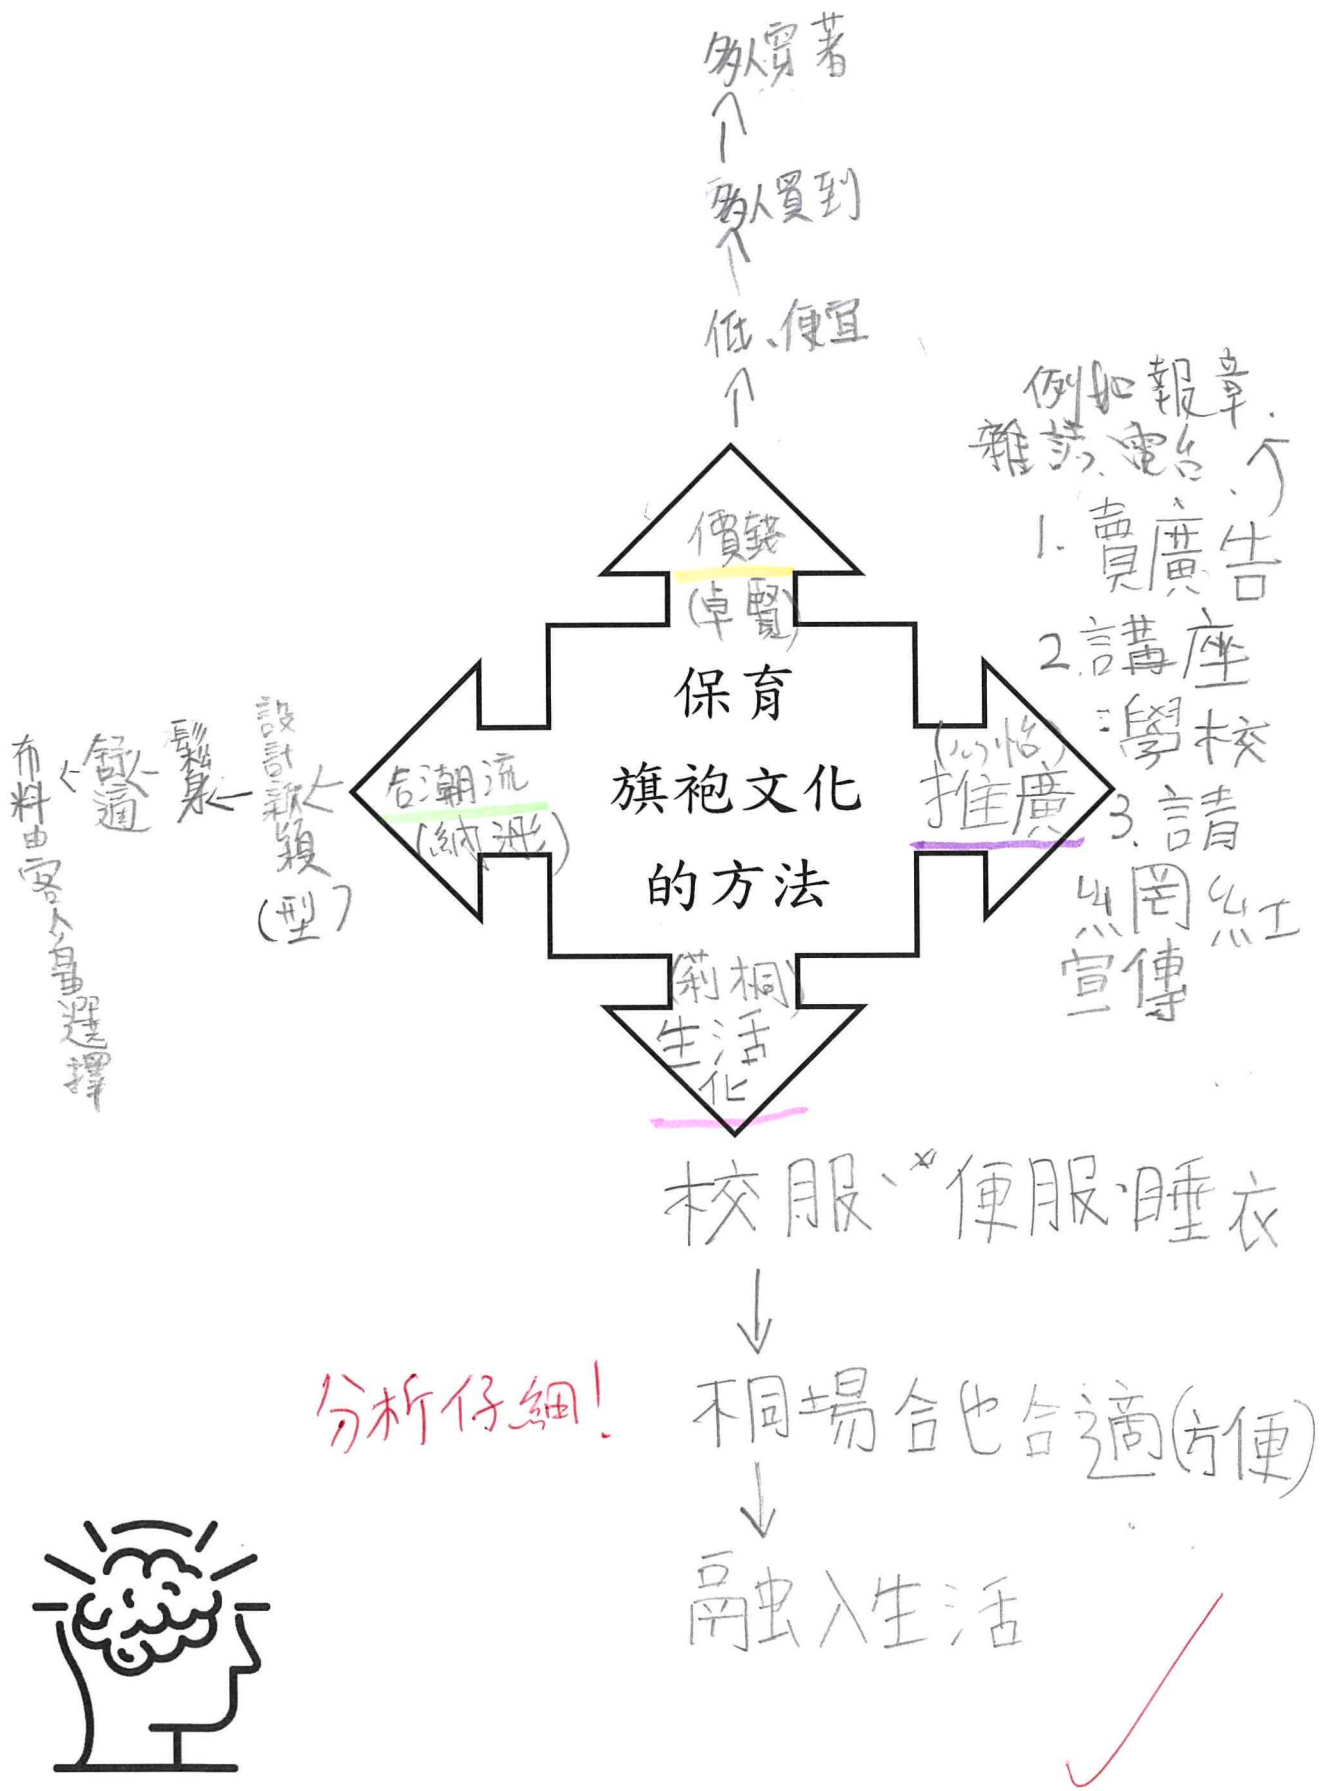 多人穿著
↑
多人買到
↑
低、便宜
↑
價錢
(卓賢)
保育
旗袍文化
的方法
例如報章、
雜誌、電台
1. 賣廣告
2.講座
:學校
3.請
網紅
宣傳
(心怡)
推廣
合潮流
設計新穎
(型)
鬆身
舒適
布料由客人自選擇
(莉桐)
生活
化
校服、便服、睡衣
↓
不同場合也合適(方便)
↓
融入生活
分析仔細!